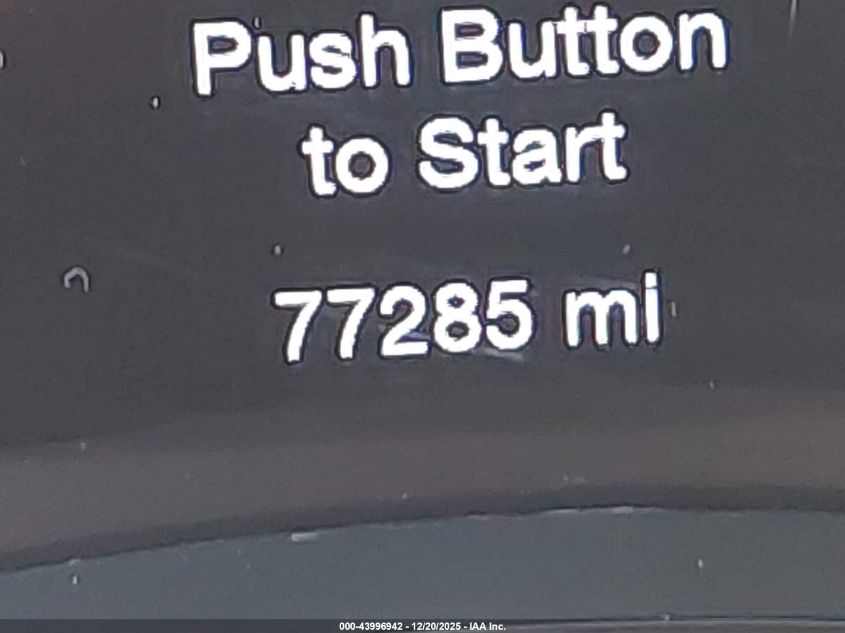 Push Button
to Start
77285 mi
000-43996942 - 12/20/2025 - IAA Inc.